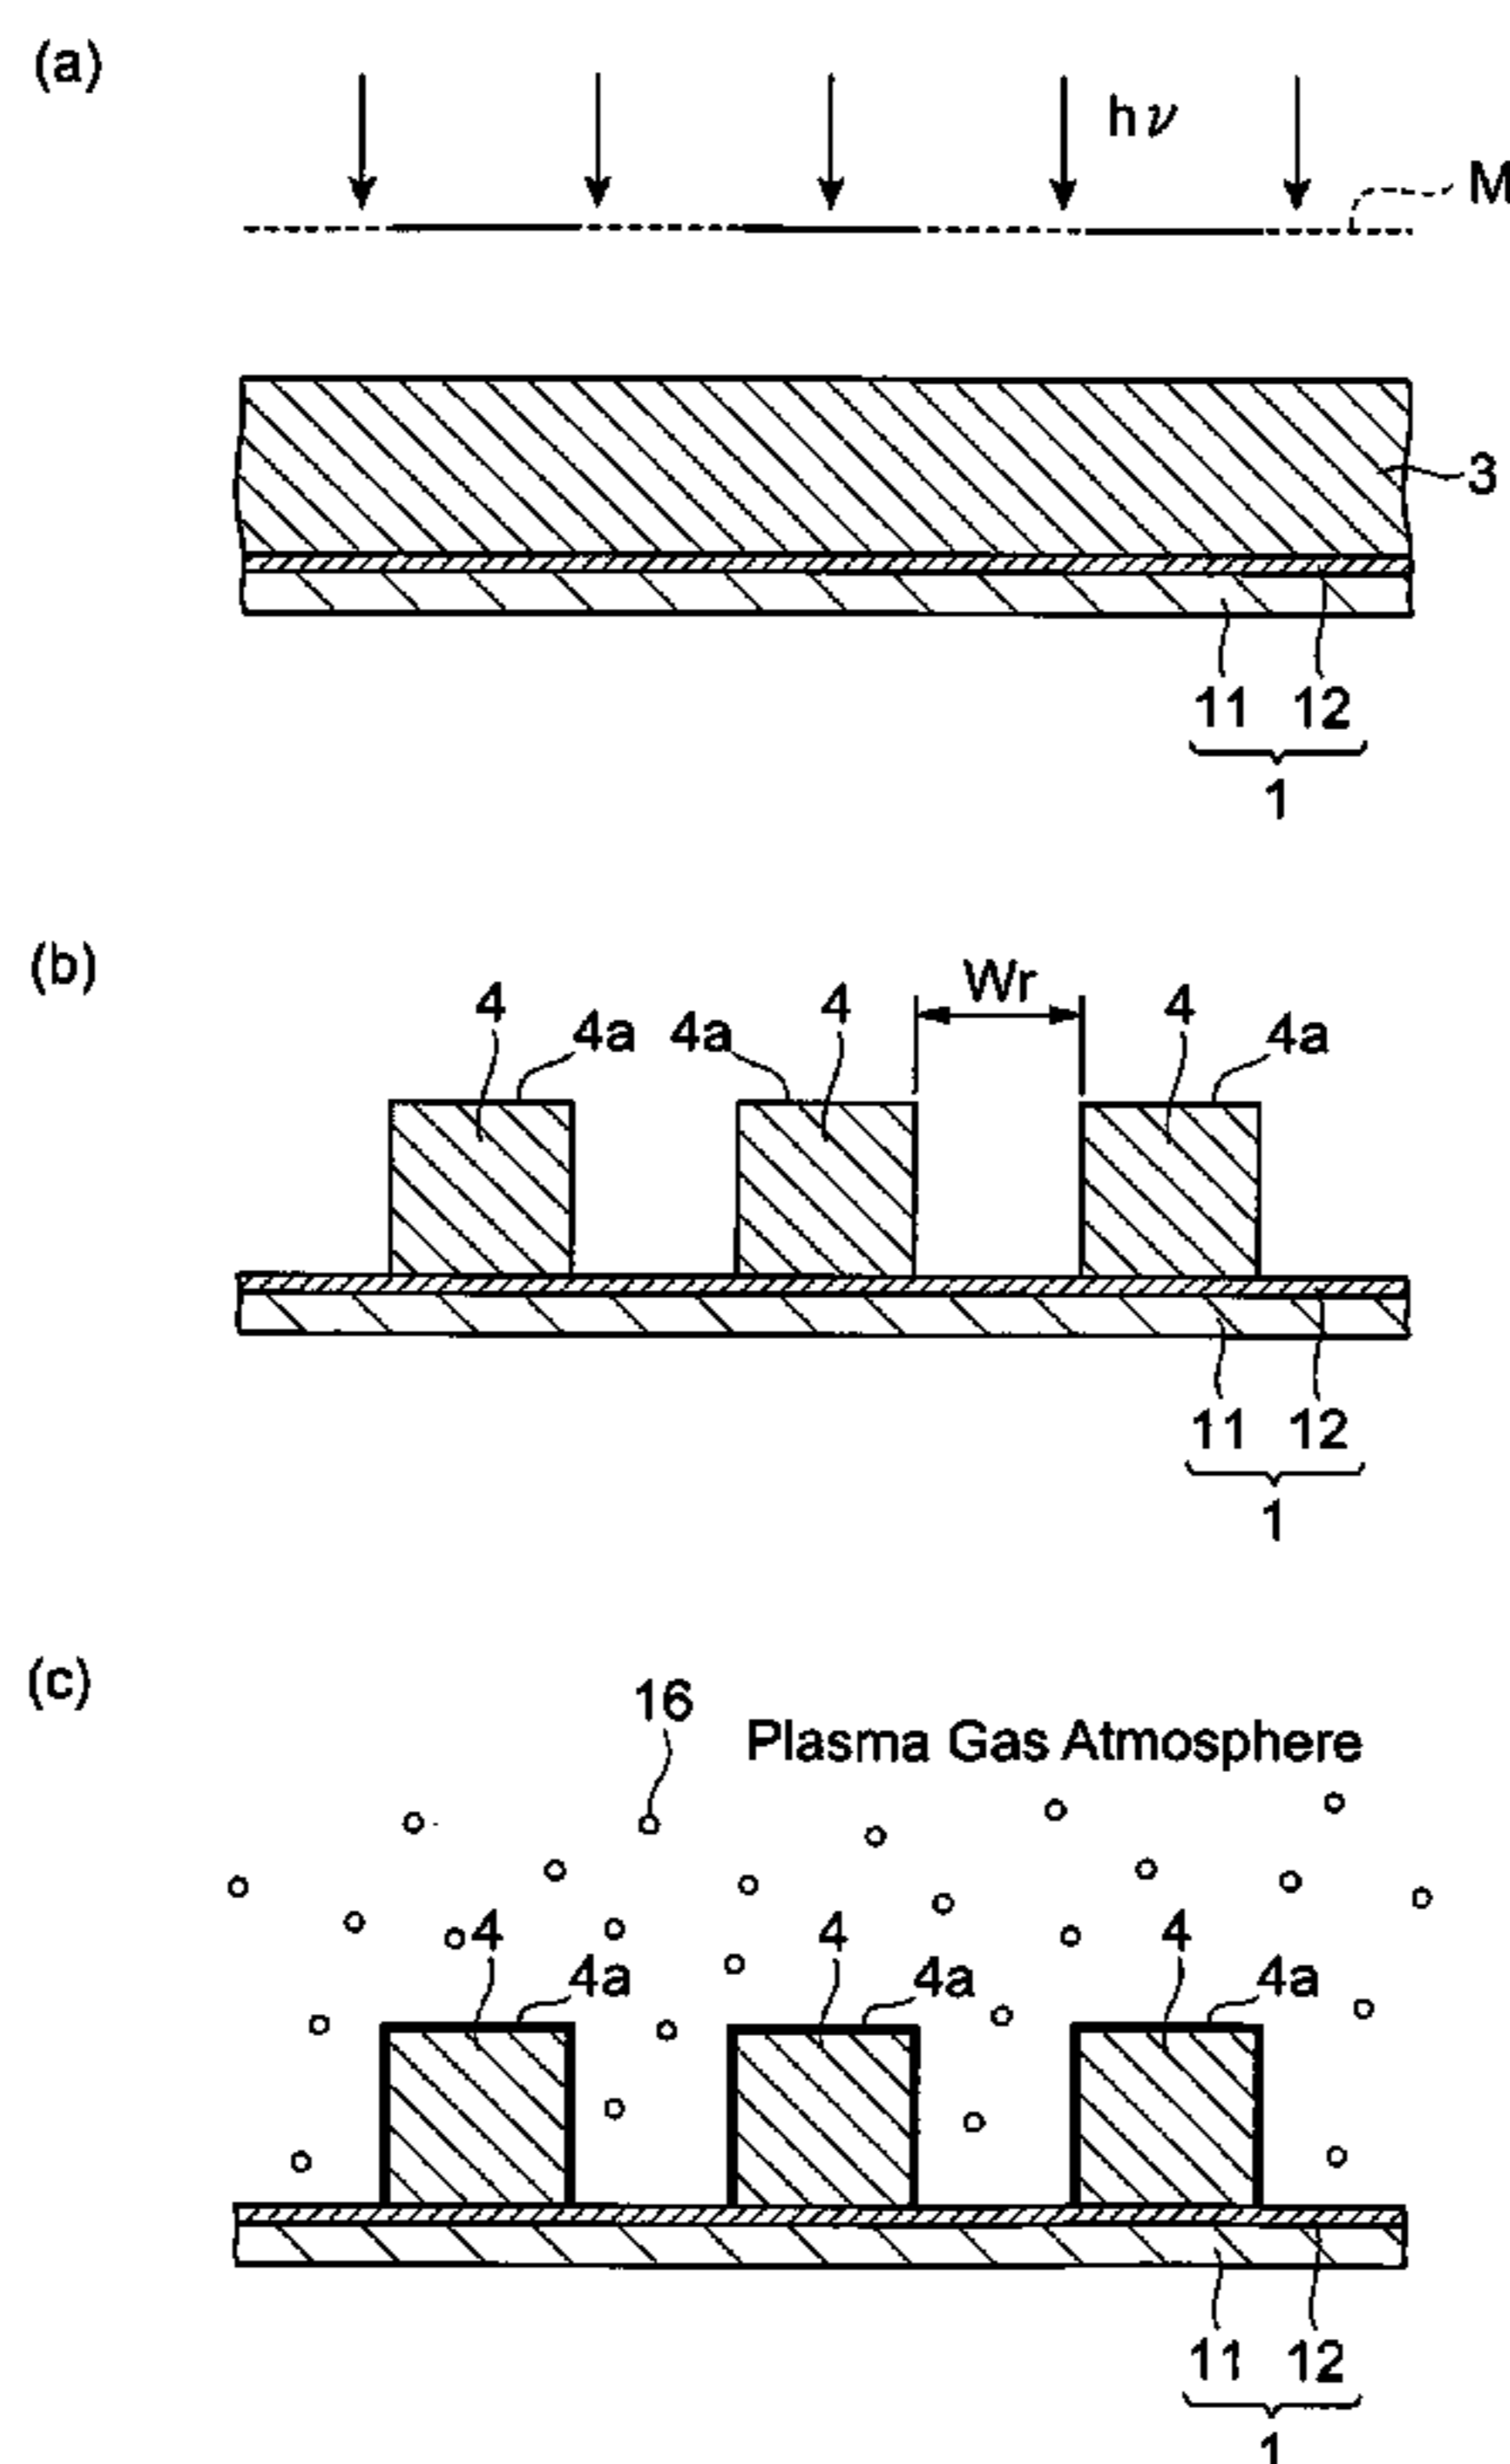 (a)
hν
M
3
11 12
1
(b)
4 4a 4a 4 Wr 4 4a
11 12
1
(c)
16
Plasma Gas Atmosphere
4 4a 4 4a 4 4a
11 12
1